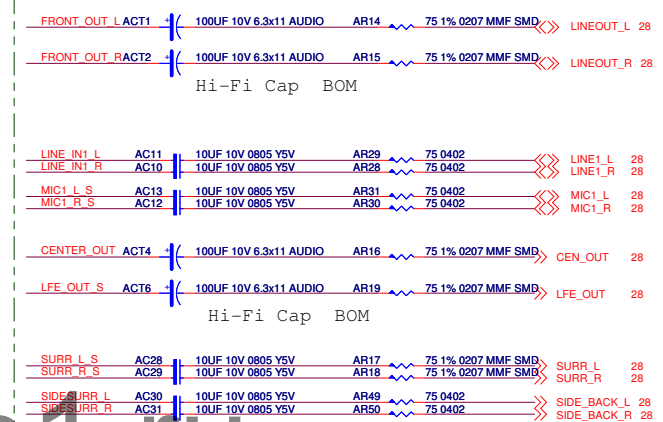 FRONT_OUT_L ACT1 + 100UF 10V 6.3x11 AUDIO AR14 75 1% 0207 MMF SMD LINEOUT_L 28
FRONT_OUT_R ACT2 + 100UF 10V 6.3x11 AUDIO AR15 75 1% 0207 MMF SMD LINEOUT_R 28
Hi-Fi Cap BOM
LINE_IN1_L AC11 10UF 10V 0805 Y5V AR29 75 0402 LINE1_L 28
LINE_IN1_R AC10 10UF 10V 0805 Y5V AR28 75 0402 LINE1_R 28
MIC1_L_S AC13 10UF 10V 0805 Y5V AR31 75 0402 MIC1_L 28
MIC1_R_S AC12 10UF 10V 0805 Y5V AR30 75 0402 MIC1_R 28
CENTER_OUT ACT4 + 100UF 10V 6.3x11 AUDIO AR16 75 1% 0207 MMF SMD CEN_OUT 28
LFE_OUT_S ACT6 + 100UF 10V 6.3x11 AUDIO AR19 75 1% 0207 MMF SMD LFE_OUT 28
Hi-Fi Cap BOM
SURR_L_S AC28 10UF 10V 0805 Y5V AR17 75 1% 0207 MMF SMD SURR_L 28
SURR_R_S AC29 10UF 10V 0805 Y5V AR18 75 1% 0207 MMF SMD SURR_R 28
SIDESURR_L AC30 10UF 10V 0805 Y5V AR49 75 0402 SIDE_BACK_L 28
SIDESURR_R AC31 10UF 10V 0805 Y5V AR50 75 0402 SIDE_BACK_R 28